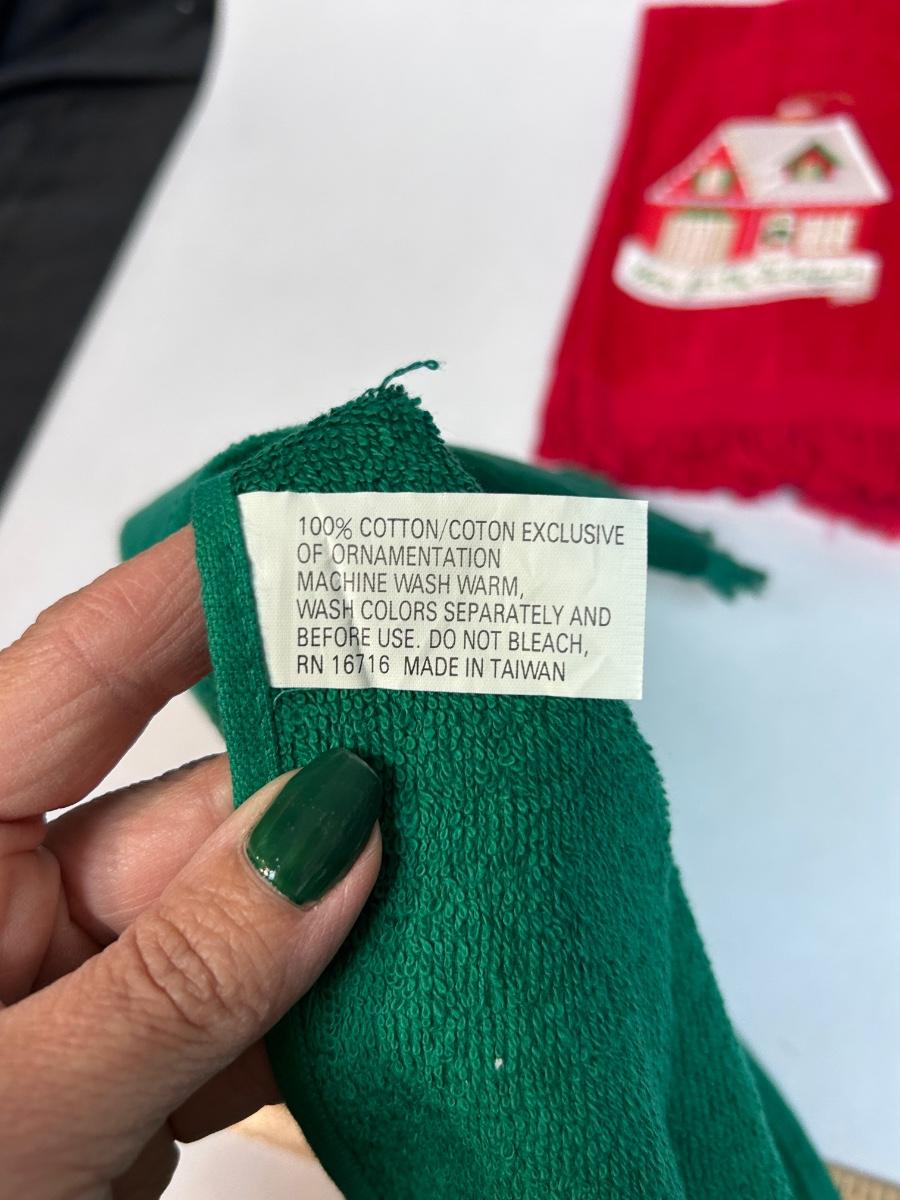 100% COTTON/COTON EXCLUSIVE
OF ORNAMENTATION
MACHINE WASH WARM,
WASH COLORS SEPARATELY AND
BEFORE USE. DO NOT BLEACH,
RN 16716 MADE IN TAIWAN